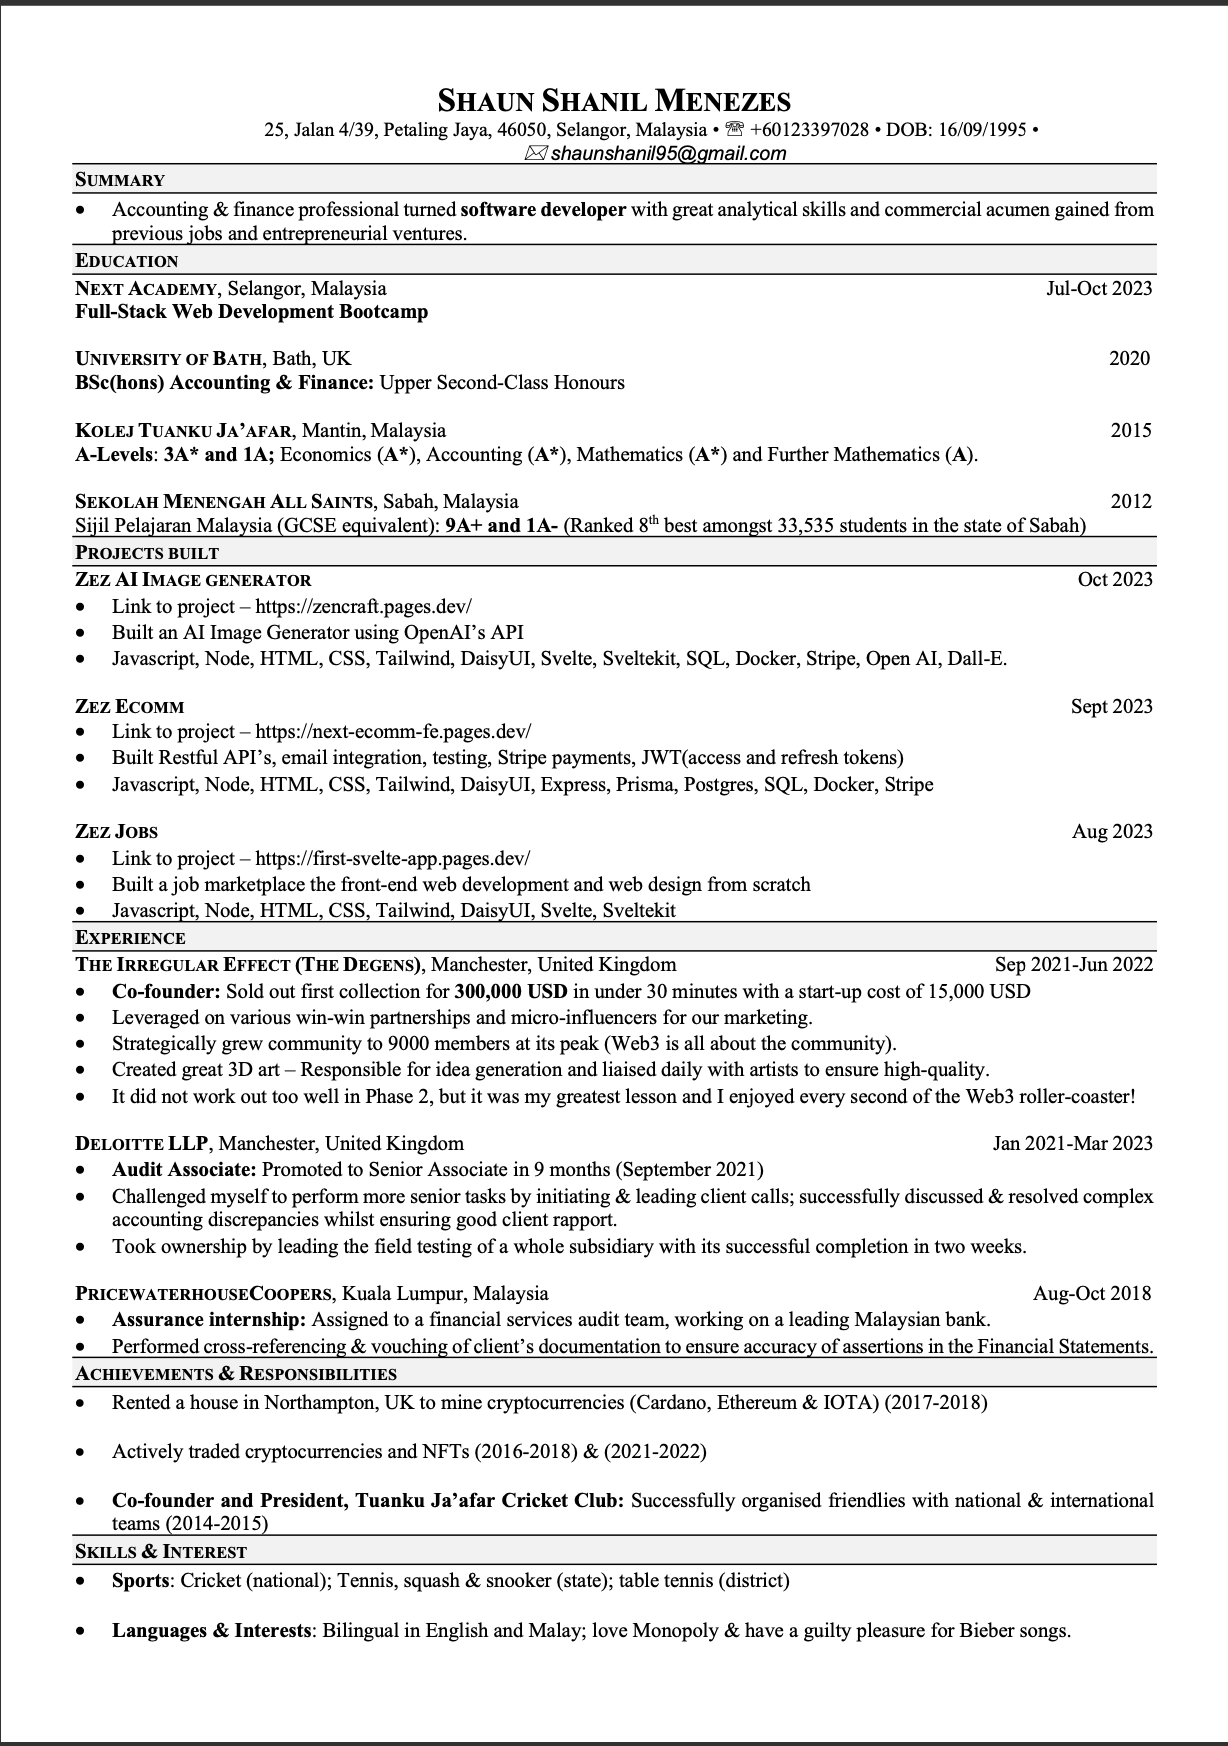 SHAUN SHANIL MENEZES
25, Jalan 4/39, Petaling Jaya, 46050, Selangor, Malaysia • ☏ +60123397028 • DOB: 16/09/1995 •
✉ shaunshanil95@gmail.com
SUMMARY
• Accounting & finance professional turned software developer with great analytical skills and commercial acumen gained from
previous jobs and entrepreneurial ventures.
EDUCATION
NEXT ACADEMY, Selangor, Malaysia Jul-Oct 2023
Full-Stack Web Development Bootcamp
UNIVERSITY OF BATH, Bath, UK 2020
BSc(hons) Accounting & Finance: Upper Second-Class Honours
KOLEJ TUANKU JA’AFAR, Mantin, Malaysia 2015
A-Levels: 3A* and 1A; Economics (A*), Accounting (A*), Mathematics (A*) and Further Mathematics (A).
SEKOLAH MENENGAH ALL SAINTS, Sabah, Malaysia 2012
Sijil Pelajaran Malaysia (GCSE equivalent): 9A+ and 1A- (Ranked 8th best amongst 33,535 students in the state of Sabah)
PROJECTS BUILT
ZEZ AI IMAGE GENERATOR Oct 2023
• Link to project – https://zencraft.pages.dev/
• Built an AI Image Generator using OpenAI’s API
• Javascript, Node, HTML, CSS, Tailwind, DaisyUI, Svelte, Sveltekit, SQL, Docker, Stripe, Open AI, Dall-E.
ZEZ ECOMM Sept 2023
• Link to project – https://next-ecomm-fe.pages.dev/
• Built Restful API’s, email integration, testing, Stripe payments, JWT(access and refresh tokens)
• Javascript, Node, HTML, CSS, Tailwind, DaisyUI, Express, Prisma, Postgres, SQL, Docker, Stripe
ZEZ JOBS Aug 2023
• Link to project – https://first-svelte-app.pages.dev/
• Built a job marketplace the front-end web development and web design from scratch
• Javascript, Node, HTML, CSS, Tailwind, DaisyUI, Svelte, Sveltekit
EXPERIENCE
THE IRREGULAR EFFECT (THE DEGENS), Manchester, United Kingdom Sep 2021-Jun 2022
• Co-founder: Sold out first collection for 300,000 USD in under 30 minutes with a start-up cost of 15,000 USD
• Leveraged on various win-win partnerships and micro-influencers for our marketing.
• Strategically grew community to 9000 members at its peak (Web3 is all about the community).
• Created great 3D art – Responsible for idea generation and liaised daily with artists to ensure high-quality.
• It did not work out too well in Phase 2, but it was my greatest lesson and I enjoyed every second of the Web3 roller-coaster!
DELOITTE LLP, Manchester, United Kingdom Jan 2021-Mar 2023
• Audit Associate: Promoted to Senior Associate in 9 months (September 2021)
• Challenged myself to perform more senior tasks by initiating & leading client calls; successfully discussed & resolved complex
accounting discrepancies whilst ensuring good client rapport.
• Took ownership by leading the field testing of a whole subsidiary with its successful completion in two weeks.
PRICEWATERHOUSECOOPERS, Kuala Lumpur, Malaysia Aug-Oct 2018
• Assurance internship: Assigned to a financial services audit team, working on a leading Malaysian bank.
• Performed cross-referencing & vouching of client’s documentation to ensure accuracy of assertions in the Financial Statements.
ACHIEVEMENTS & RESPONSIBILITIES
• Rented a house in Northampton, UK to mine cryptocurrencies (Cardano, Ethereum & IOTA) (2017-2018)
• Actively traded cryptocurrencies and NFTs (2016-2018) & (2021-2022)
• Co-founder and President, Tuanku Ja’afar Cricket Club: Successfully organised friendlies with national & international
teams (2014-2015)
SKILLS & INTEREST
• Sports: Cricket (national); Tennis, squash & snooker (state); table tennis (district)
• Languages & Interests: Bilingual in English and Malay; love Monopoly & have a guilty pleasure for Bieber songs.